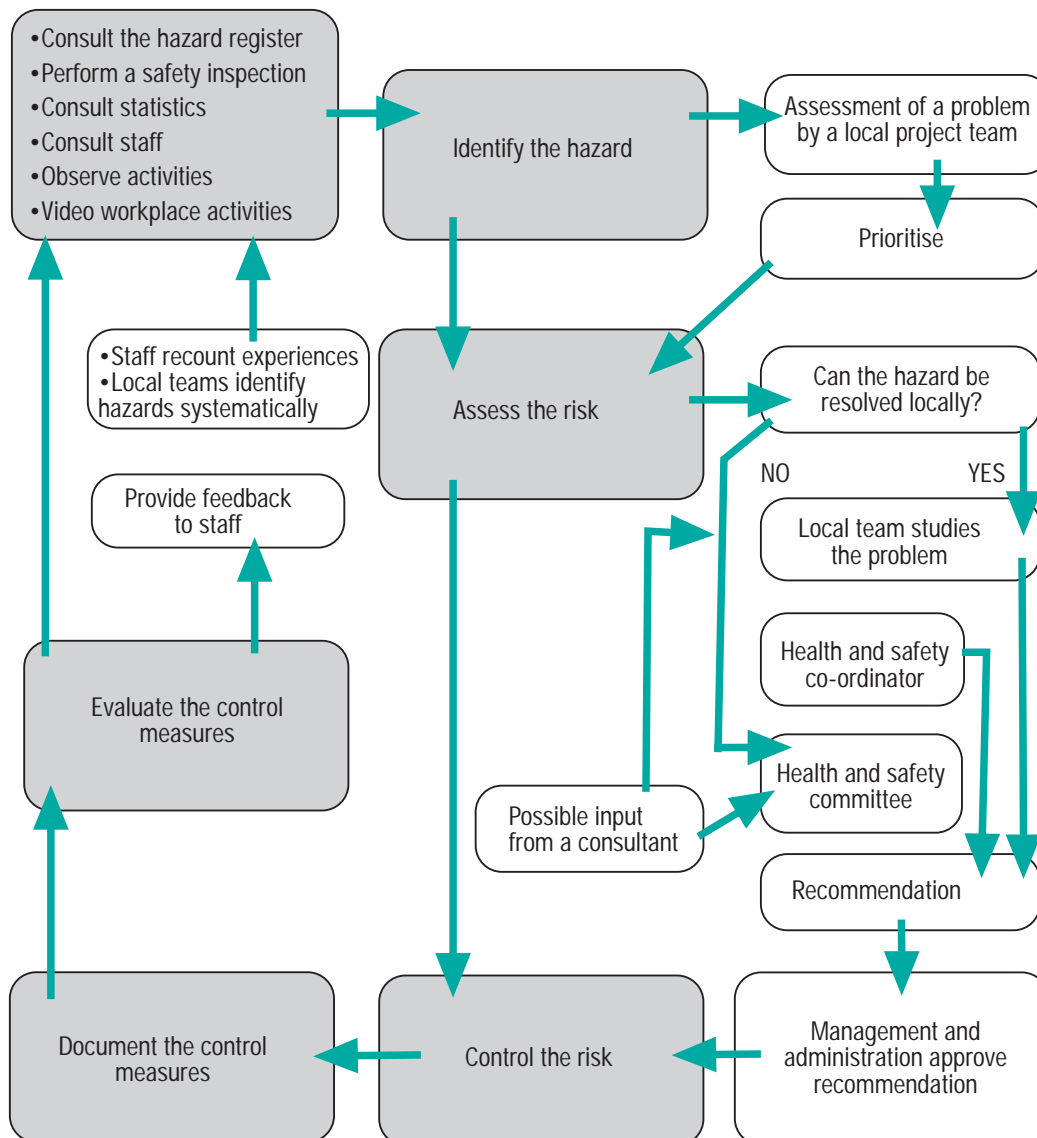 •Consult the hazard register
•Perform a safety inspection
•Consult statistics
•Consult staff
•Observe activities
•Video workplace activities
Identify the hazard
Assessment of a problem
by a local project team
Prioritise
•Staff recount experiences
•Local teams identify
hazards systematically
Assess the risk
Can the hazard be
resolved locally?
NO
YES
Provide feedback
to staff
Local team studies
the problem
Health and safety
co-ordinator
Evaluate the control
measures
Health and safety
committee
Possible input
from a consultant
Recommendation
Document the control
measures
Control the risk
Management and
administration approve
recommendation